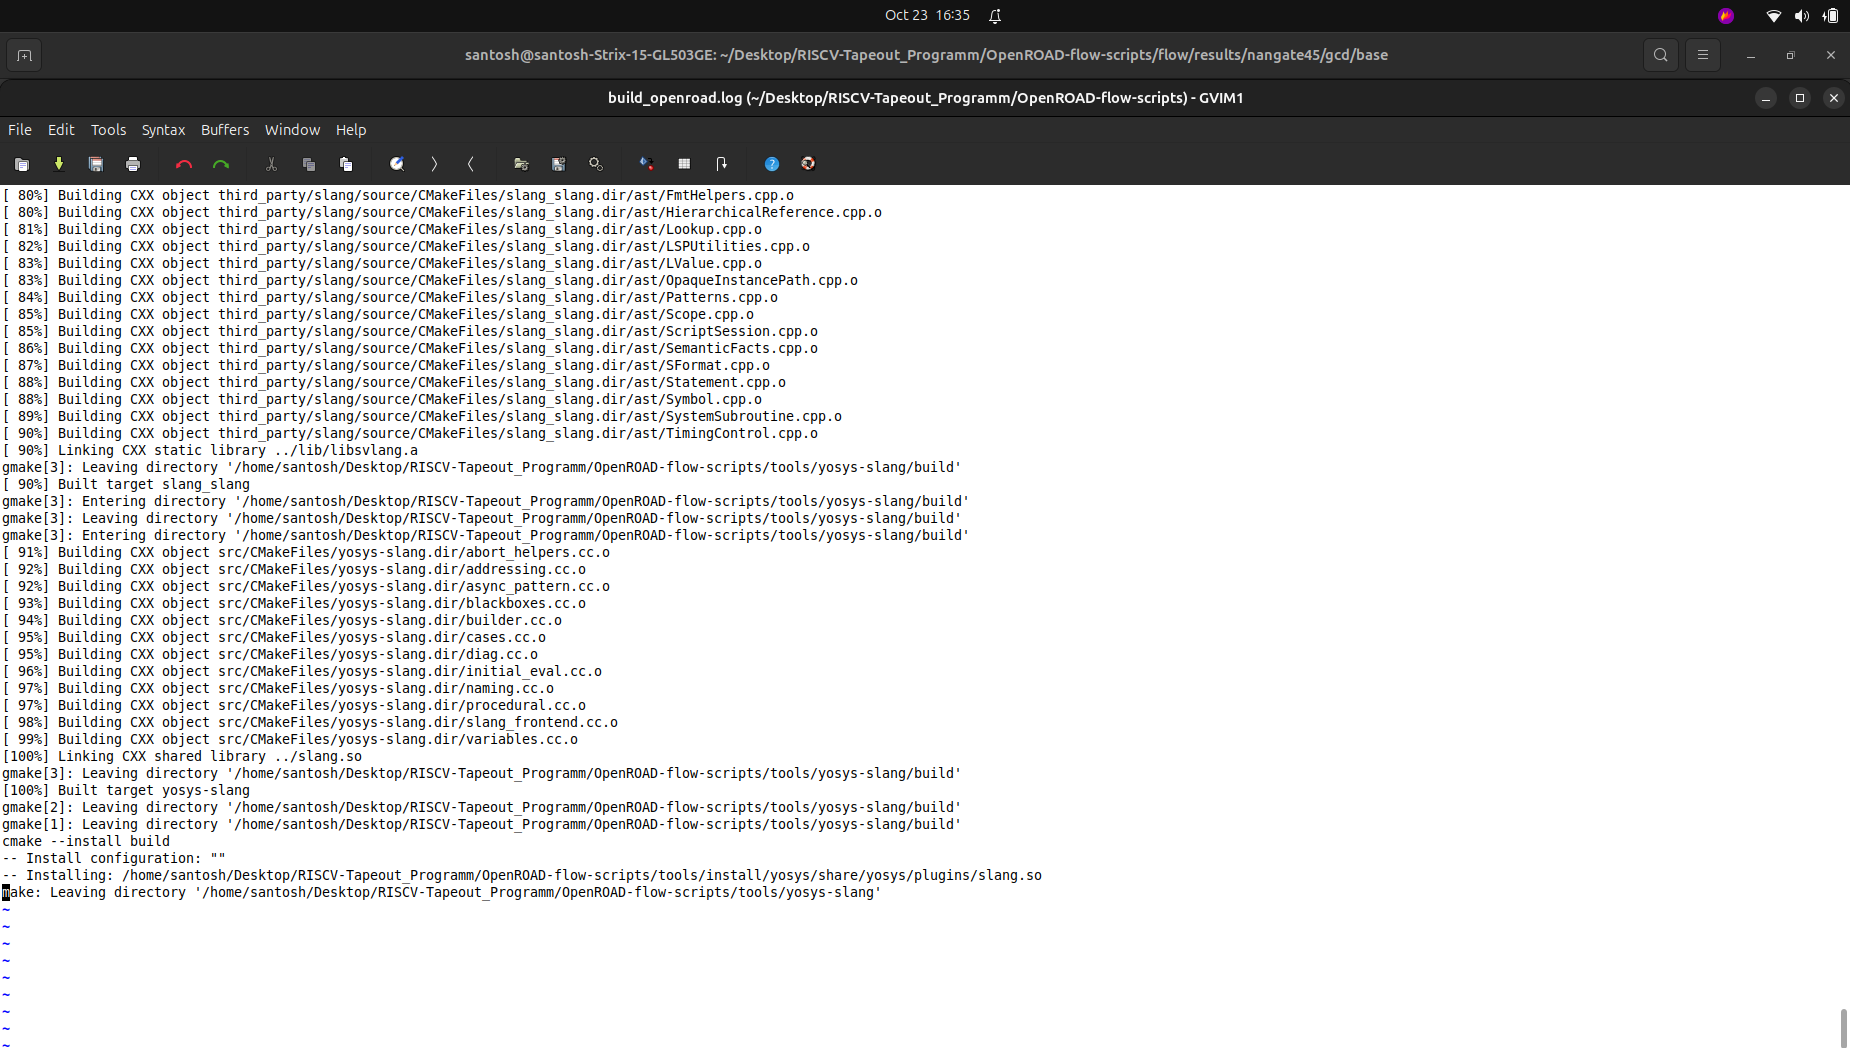 Oct 23 16:35
santosh@santosh-Strix-15-GL503GE: ~/Desktop/RISCV-Tapeout_Programm/OpenROAD-flow-scripts/flow/results/nangate45/gcd/base
build_openroad.log (~/Desktop/RISCV-Tapeout_Programm/OpenROAD-flow-scripts) - GVIM1
File Edit Tools Syntax Buffers Window Help
[ 80%] Building CXX object third_party/slang/source/CMakeFiles/slang_slang.dir/ast/FmtHelpers.cpp.o
[ 80%] Building CXX object third_party/slang/source/CMakeFiles/slang_slang.dir/ast/HierarchicalReference.cpp.o
[ 81%] Building CXX object third_party/slang/source/CMakeFiles/slang_slang.dir/ast/Lookup.cpp.o
[ 82%] Building CXX object third_party/slang/source/CMakeFiles/slang_slang.dir/ast/LSPUtilities.cpp.o
[ 83%] Building CXX object third_party/slang/source/CMakeFiles/slang_slang.dir/ast/LValue.cpp.o
[ 83%] Building CXX object third_party/slang/source/CMakeFiles/slang_slang.dir/ast/OpaqueInstancePath.cpp.o
[ 84%] Building CXX object third_party/slang/source/CMakeFiles/slang_slang.dir/ast/Patterns.cpp.o
[ 85%] Building CXX object third_party/slang/source/CMakeFiles/slang_slang.dir/ast/Scope.cpp.o
[ 85%] Building CXX object third_party/slang/source/CMakeFiles/slang_slang.dir/ast/ScriptSession.cpp.o
[ 86%] Building CXX object third_party/slang/source/CMakeFiles/slang_slang.dir/ast/SemanticFacts.cpp.o
[ 87%] Building CXX object third_party/slang/source/CMakeFiles/slang_slang.dir/ast/SFormat.cpp.o
[ 88%] Building CXX object third_party/slang/source/CMakeFiles/slang_slang.dir/ast/Statement.cpp.o
[ 88%] Building CXX object third_party/slang/source/CMakeFiles/slang_slang.dir/ast/Symbol.cpp.o
[ 89%] Building CXX object third_party/slang/source/CMakeFiles/slang_slang.dir/ast/SystemSubroutine.cpp.o
[ 90%] Building CXX object third_party/slang/source/CMakeFiles/slang_slang.dir/ast/TimingControl.cpp.o
[ 90%] Linking CXX static library ../lib/libsvlang.a
gmake[3]: Leaving directory '/home/santosh/Desktop/RISCV-Tapeout_Programm/OpenROAD-flow-scripts/tools/yosys-slang/build'
[ 90%] Built target slang_slang
gmake[3]: Entering directory '/home/santosh/Desktop/RISCV-Tapeout_Programm/OpenROAD-flow-scripts/tools/yosys-slang/build'
gmake[3]: Leaving directory '/home/santosh/Desktop/RISCV-Tapeout_Programm/OpenROAD-flow-scripts/tools/yosys-slang/build'
gmake[3]: Entering directory '/home/santosh/Desktop/RISCV-Tapeout_Programm/OpenROAD-flow-scripts/tools/yosys-slang/build'
[ 91%] Building CXX object src/CMakeFiles/yosys-slang.dir/abort_helpers.cc.o
[ 92%] Building CXX object src/CMakeFiles/yosys-slang.dir/addressing.cc.o
[ 92%] Building CXX object src/CMakeFiles/yosys-slang.dir/async_pattern.cc.o
[ 93%] Building CXX object src/CMakeFiles/yosys-slang.dir/blackboxes.cc.o
[ 94%] Building CXX object src/CMakeFiles/yosys-slang.dir/builder.cc.o
[ 95%] Building CXX object src/CMakeFiles/yosys-slang.dir/cases.cc.o
[ 95%] Building CXX object src/CMakeFiles/yosys-slang.dir/diag.cc.o
[ 96%] Building CXX object src/CMakeFiles/yosys-slang.dir/initial_eval.cc.o
[ 97%] Building CXX object src/CMakeFiles/yosys-slang.dir/naming.cc.o
[ 97%] Building CXX object src/CMakeFiles/yosys-slang.dir/procedural.cc.o
[ 98%] Building CXX object src/CMakeFiles/yosys-slang.dir/slang_frontend.cc.o
[ 99%] Building CXX object src/CMakeFiles/yosys-slang.dir/variables.cc.o
[100%] Linking CXX shared library ../slang.so
gmake[3]: Leaving directory '/home/santosh/Desktop/RISCV-Tapeout_Programm/OpenROAD-flow-scripts/tools/yosys-slang/build'
[100%] Built target yosys-slang
gmake[2]: Leaving directory '/home/santosh/Desktop/RISCV-Tapeout_Programm/OpenROAD-flow-scripts/tools/yosys-slang/build'
gmake[1]: Leaving directory '/home/santosh/Desktop/RISCV-Tapeout_Programm/OpenROAD-flow-scripts/tools/yosys-slang/build'
cmake --install build
-- Install configuration: ""
-- Installing: /home/santosh/Desktop/RISCV-Tapeout_Programm/OpenROAD-flow-scripts/tools/install/yosys/share/yosys/plugins/slang.so
make: Leaving directory '/home/santosh/Desktop/RISCV-Tapeout_Programm/OpenROAD-flow-scripts/tools/yosys-slang'
~
~
~
~
~
~
~
~
~